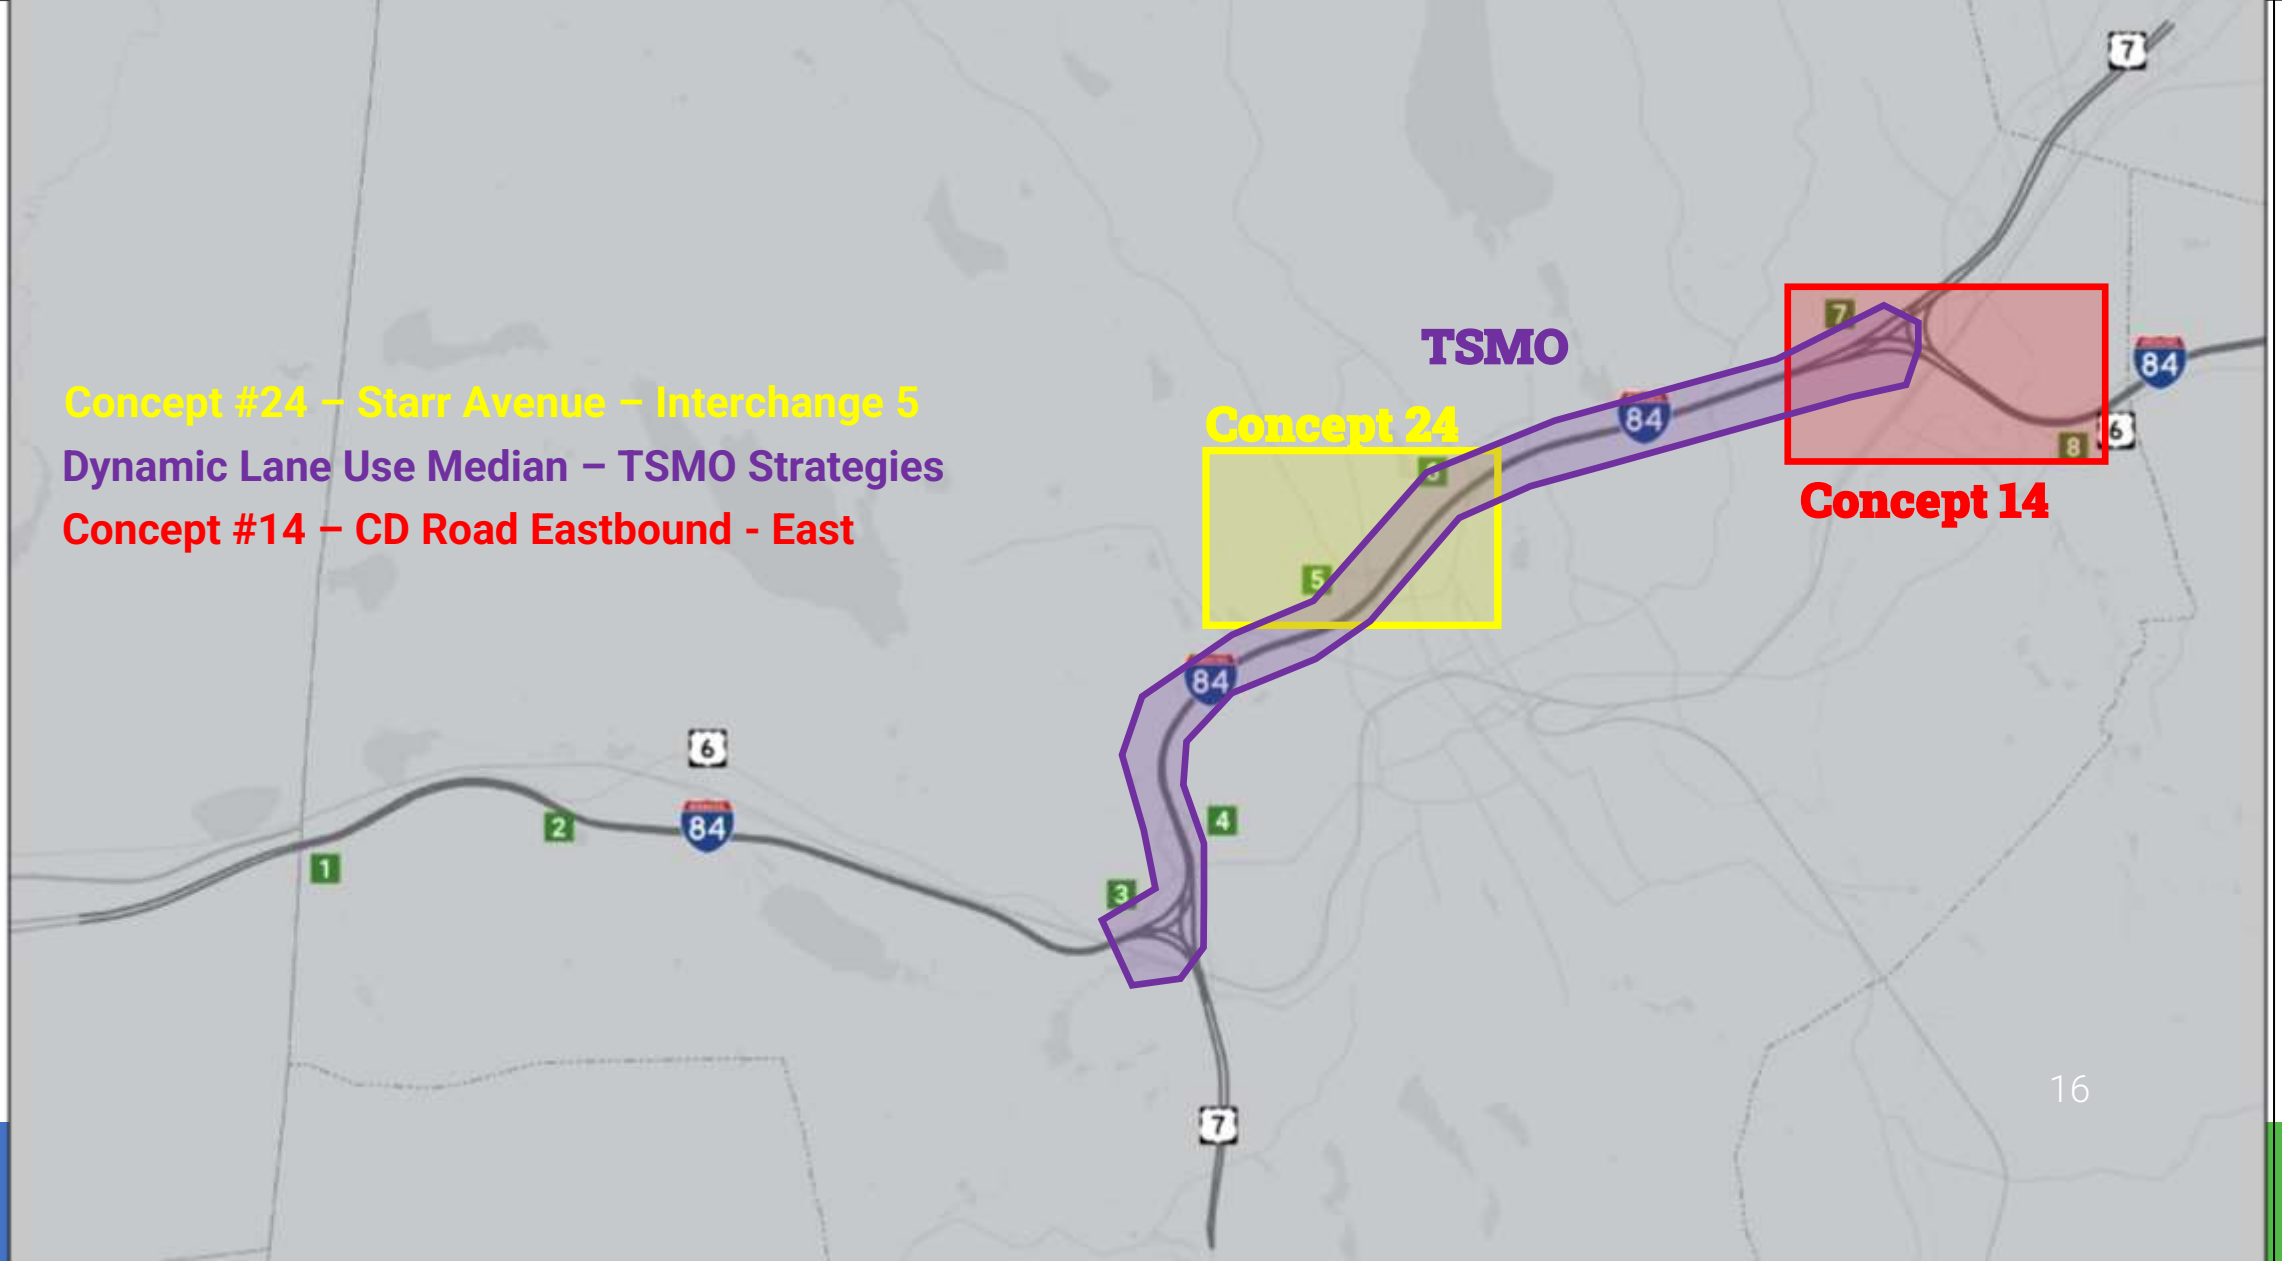 7
7
TSMO
84
84
Concept #24 – Starr Avenue – Interchange 5
Concept 24
6
8
6
Dynamic Lane Use Median – TSMO Strategies
Concept 14
Concept #14 – CD Road Eastbound - East
5
84
6
84
2
4
1
3
16
7